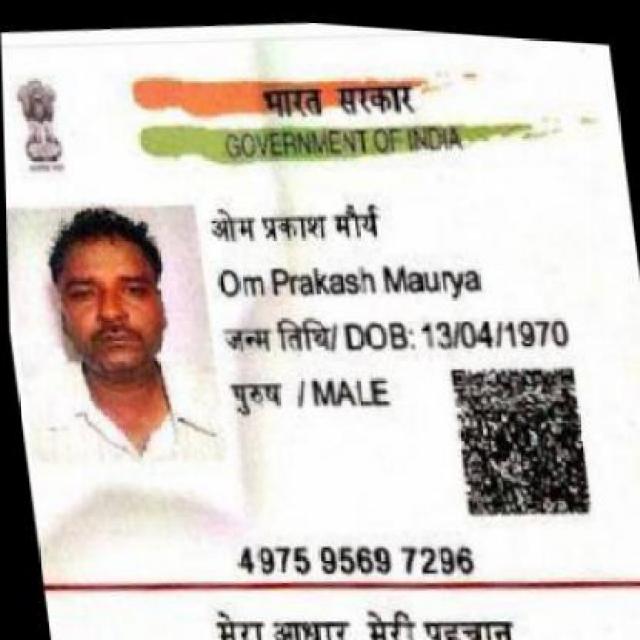 भारत सरकार
GOVERNMENT OF INDIA
ओम प्रकाश मौर्य
Om Prakash Maurya
जन्म तिथि/ DOB: 13/04/1970
पुरुष / MALE
4975 9569 7296
मेरा आधार, मेरी पहचान